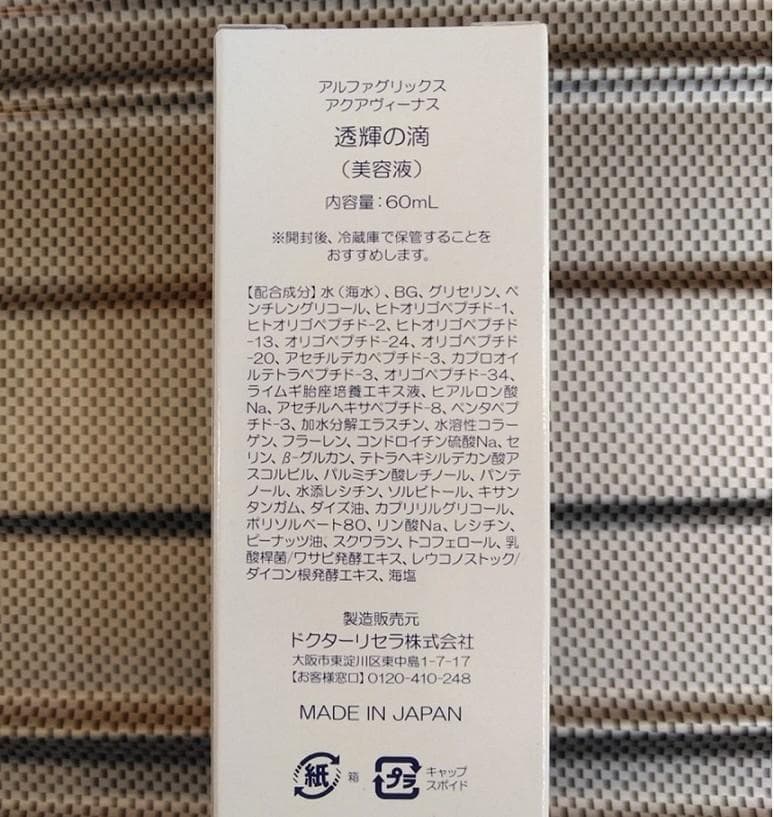 アルファグリックス
アクアヴィーナス
透輝の滴
（美容液）
内容量：60mL
※開封後、冷蔵庫で保管することを
おすすめします。
【配合成分】水（海水）、BG、グリセリン、ペ
ンチレングリコール、ヒトオリゴペプチド-1、
ヒトオリゴペプチド-2、ヒトオリゴペプチド
-13、オリゴペプチド-24、オリゴペプチド
-20、アセチルデカペプチド-3、カプロオイ
ルテトラペプチド-3、オリゴペプチド-34、
ライムギ胎座培養エキス液、ヒアルロン酸
Na、アセチルヘキサペプチド-8、ペンタペプ
チド-3、加水分解エラスチン、水溶性コラー
ゲン、フラーレン、コンドロイチン硫酸Na、セ
リン、β-グルカン、テトラヘキシルデカン酸ア
スコルビル、パルミチン酸レチノール、パンテ
ノール、水添レシチン、ソルビトール、キサン
タンガム、ダイズ油、カプリリルグリコール、
ポリソルベート80、リン酸Na、レシチン、
ピーナッツ油、スクワラン、トコフェロール、乳
酸桿菌/ワサビ発酵エキス、レウコノストック/
ダイコン根発酵エキス、海塩
製造販売元
ドクターリセラ株式会社
大阪市東淀川区東中島1-7-17
【お客様窓口】0120-410-248
MADE IN JAPAN
紙 箱 プラ キャップ
スポイド